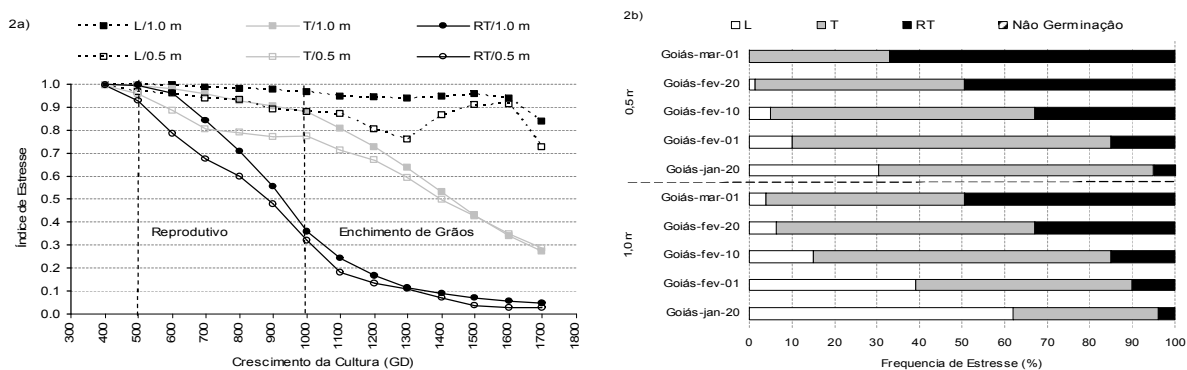 2a)
L/1.0 m
T/1.0 m
RT/1.0 m
L/0.5 m
T/0.5 m
RT/0.5 m
Índice de Estresse
1.0
0.9
0.8
0.7
0.6
0.5
0.4
0.3
0.2
0.1
0.0
Reprodutivo
Enchimento de Grãos
300 400 500 600 700 800 900 1000 1100 1200 1300 1400 1500 1600 1700 1800
Crescimento da Cultura (GD)
2b)
L T RT Não Germinação
0,5 m
Goiás-mar-01
Goiás-fev-20
Goiás-fev-10
Goiás-fev-01
Goiás-jan-20
1,0 m
Goiás-mar-01
Goiás-fev-20
Goiás-fev-10
Goiás-fev-01
Goiás-jan-20
0 10 20 30 40 50 60 70 80 90 100
Frequencia de Estresse (%)